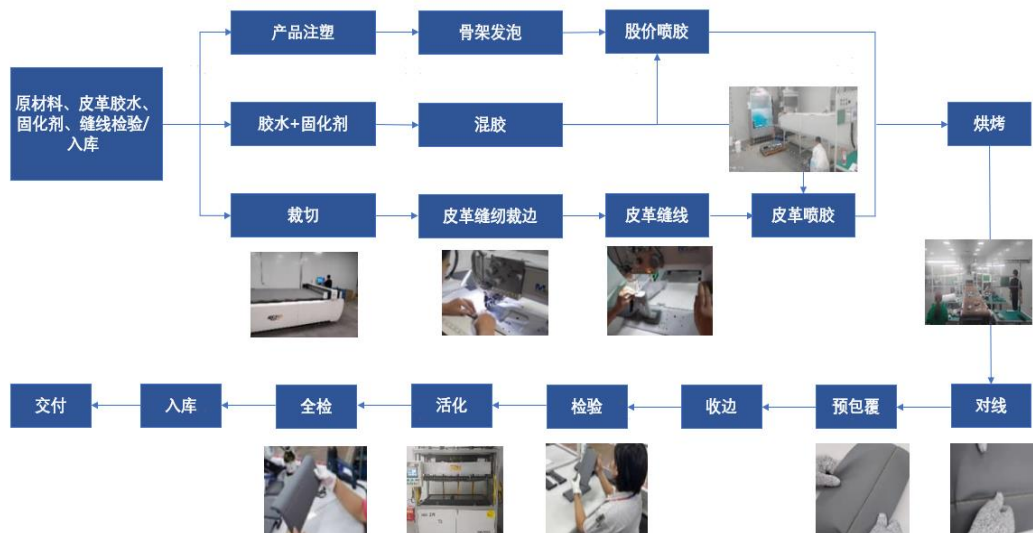 产品注塑
骨架发泡
股价喷胶
原材料、皮革胶水、
固化剂、缝线检验/
入库
胶水+固化剂
混胶
烘烤
裁切
皮革缝纫裁边
皮革缝线
皮革喷胶
交付
入库
全检
活化
检验
收边
预包覆
对线